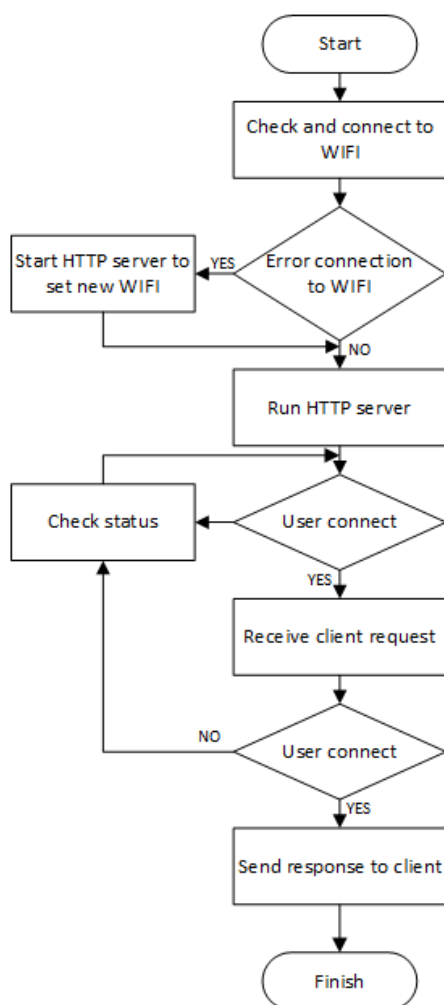 Start
Check and connect to
WIFI
Error connection
to WIFI
YES
Start HTTP server to
set new WIFI
NO
Run HTTP server
User connect
Check status
YES
Receive client request
User connect
NO
YES
Send response to client
Finish